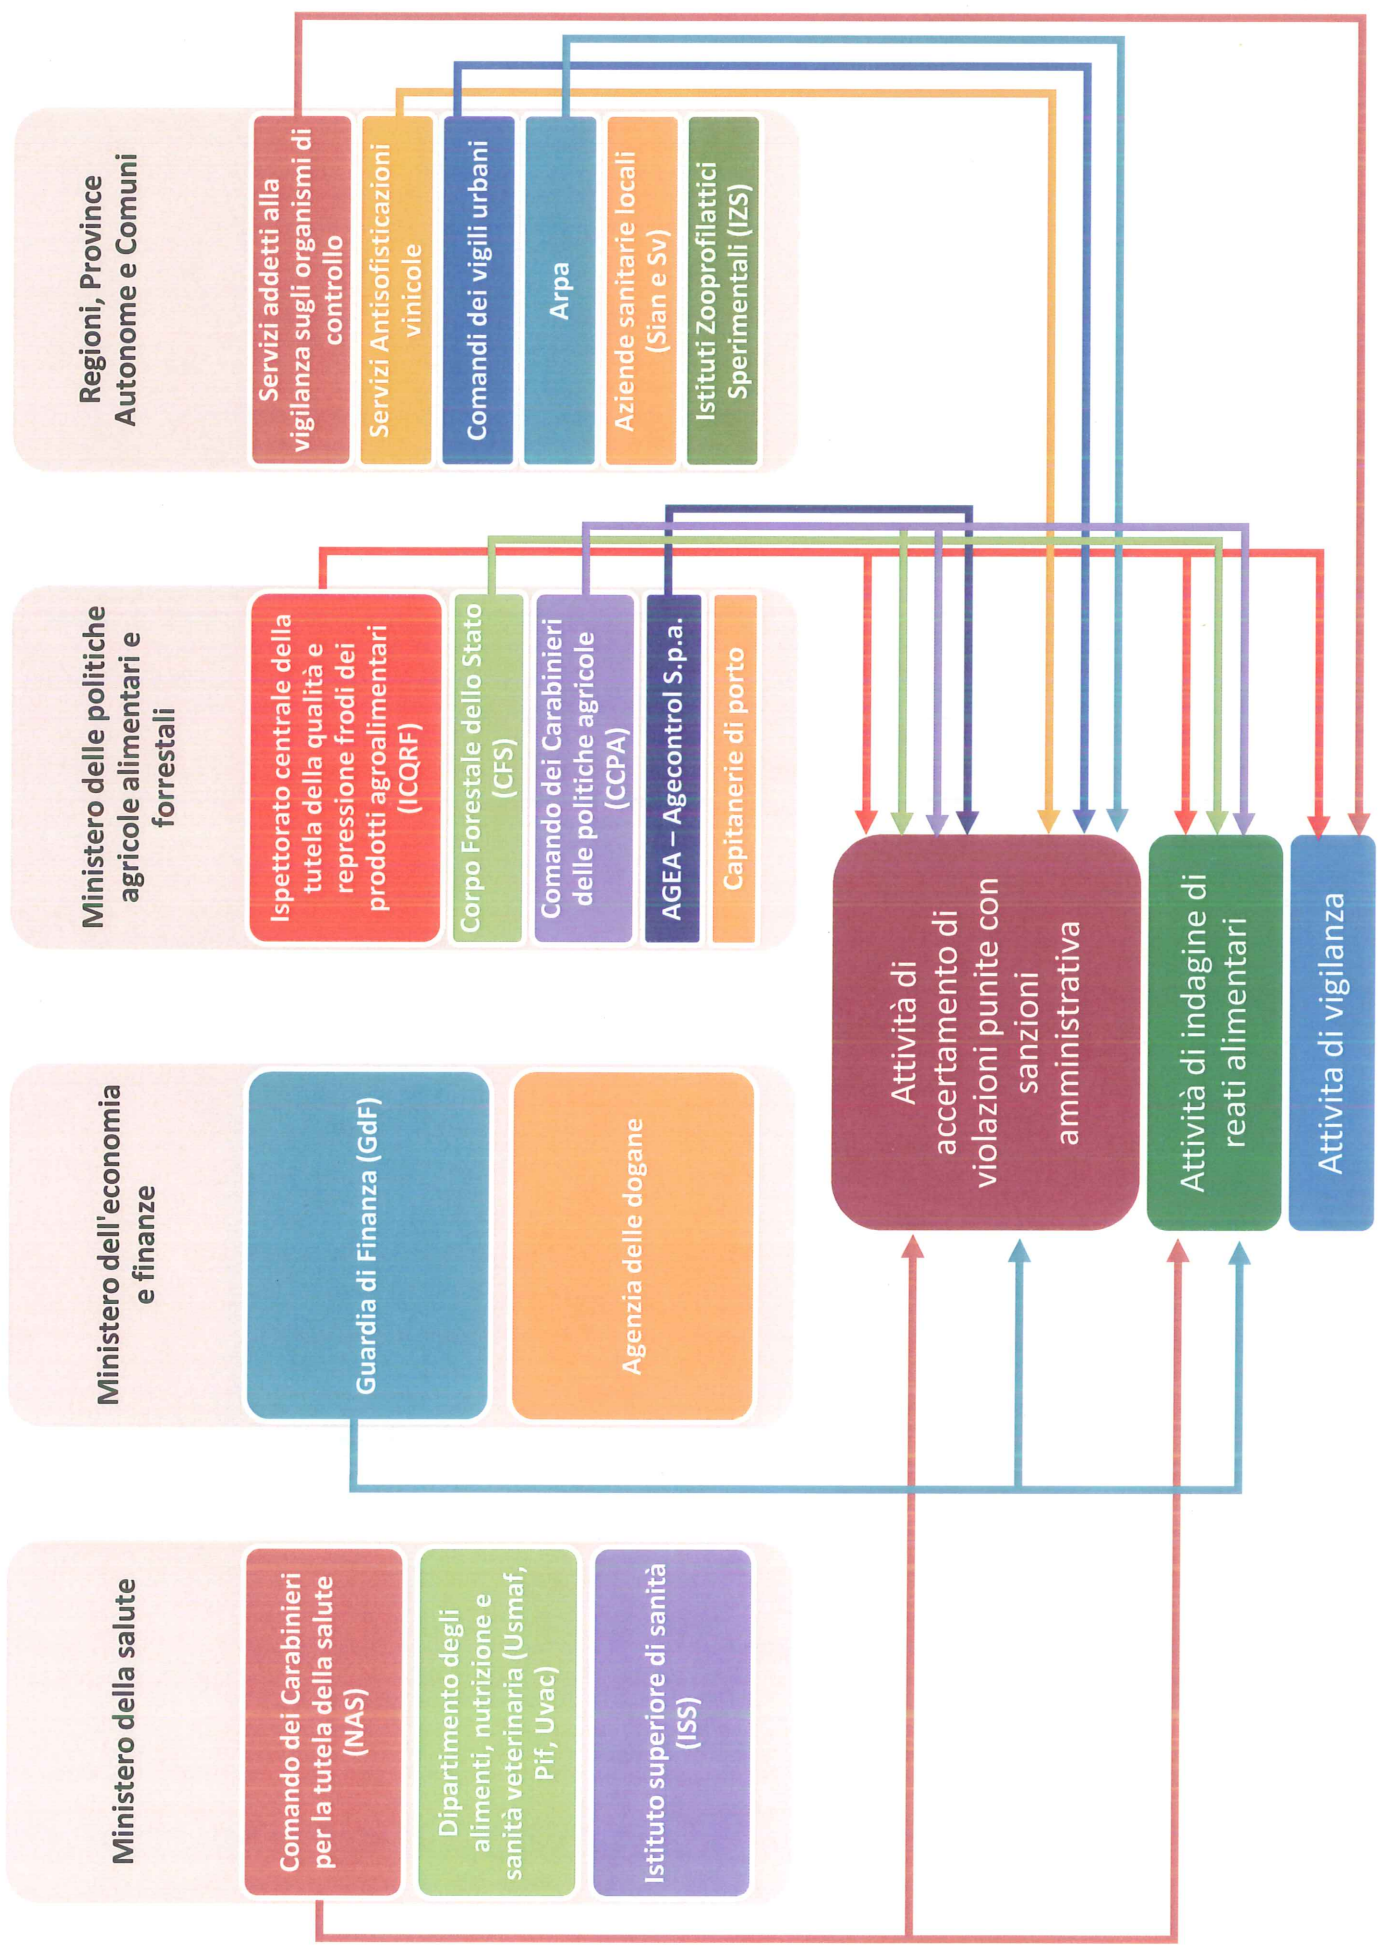 Ministero della salute
Comando dei Carabinieri
per la tutela della salute
(NAS)
Dipartimento degli
alimenti, nutrizione e
sanità veterinaria (Usmaf,
Pif, Uvac)
Istituto superiore di sanità
(ISS)
Ministero dell'economia
e finanze
Guardia di Finanza (GdF)
Agenzia delle dogane
Ministero delle politiche
agricole alimentari e
forrestali
Ispettorato centrale della
tutela della qualità e
repressione frodi dei
prodotti agroalimentari
(ICQRF)
Corpo Forestale dello Stato
(CFS)
Comando dei Carabinieri
delle politiche agricole
(CCPA)
AGEA – Agecontrol S.p.a.
Capitanerie di porto
Regioni, Province
Autonome e Comuni
Servizi addetti alla
vigilanza sugli organismi di
controllo
Servizi Antisofisticazioni
vinicole
Comandi dei vigili urbani
Arpa
Aziende sanitarie locali
(Sian e Sv)
Istituti Zooprofilattici
Sperimentali (IZS)
Attività di
accertamento di
violazioni punite con
sanzioni
amministrativa
Attività di indagine di
reati alimentari
Attivita di vigilanza